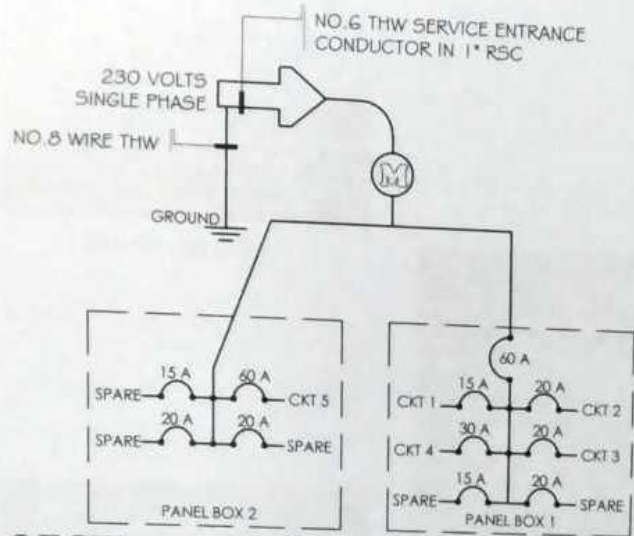 NO.6 THW SERVICE ENTRANCE
CONDUCTOR IN 1" RSC
230 VOLTS
SINGLE PHASE
NO.8 WIRE THW
M
GROUND
60 A
15 A
60 A
SPARE
CKT 5
20 A
20 A
SPARE
SPARE
PANEL BOX 2
15 A
20 A
CKT 1
CKT 2
30 A
20 A
CKT 4
CKT 3
15 A
20 A
SPARE
SPARE
PANEL BOX 1